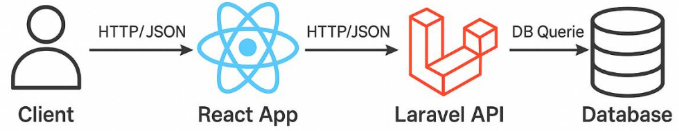 HTTP/JSON
HTTP/JSON
DB Querie
Client
React App
Laravel API
Database